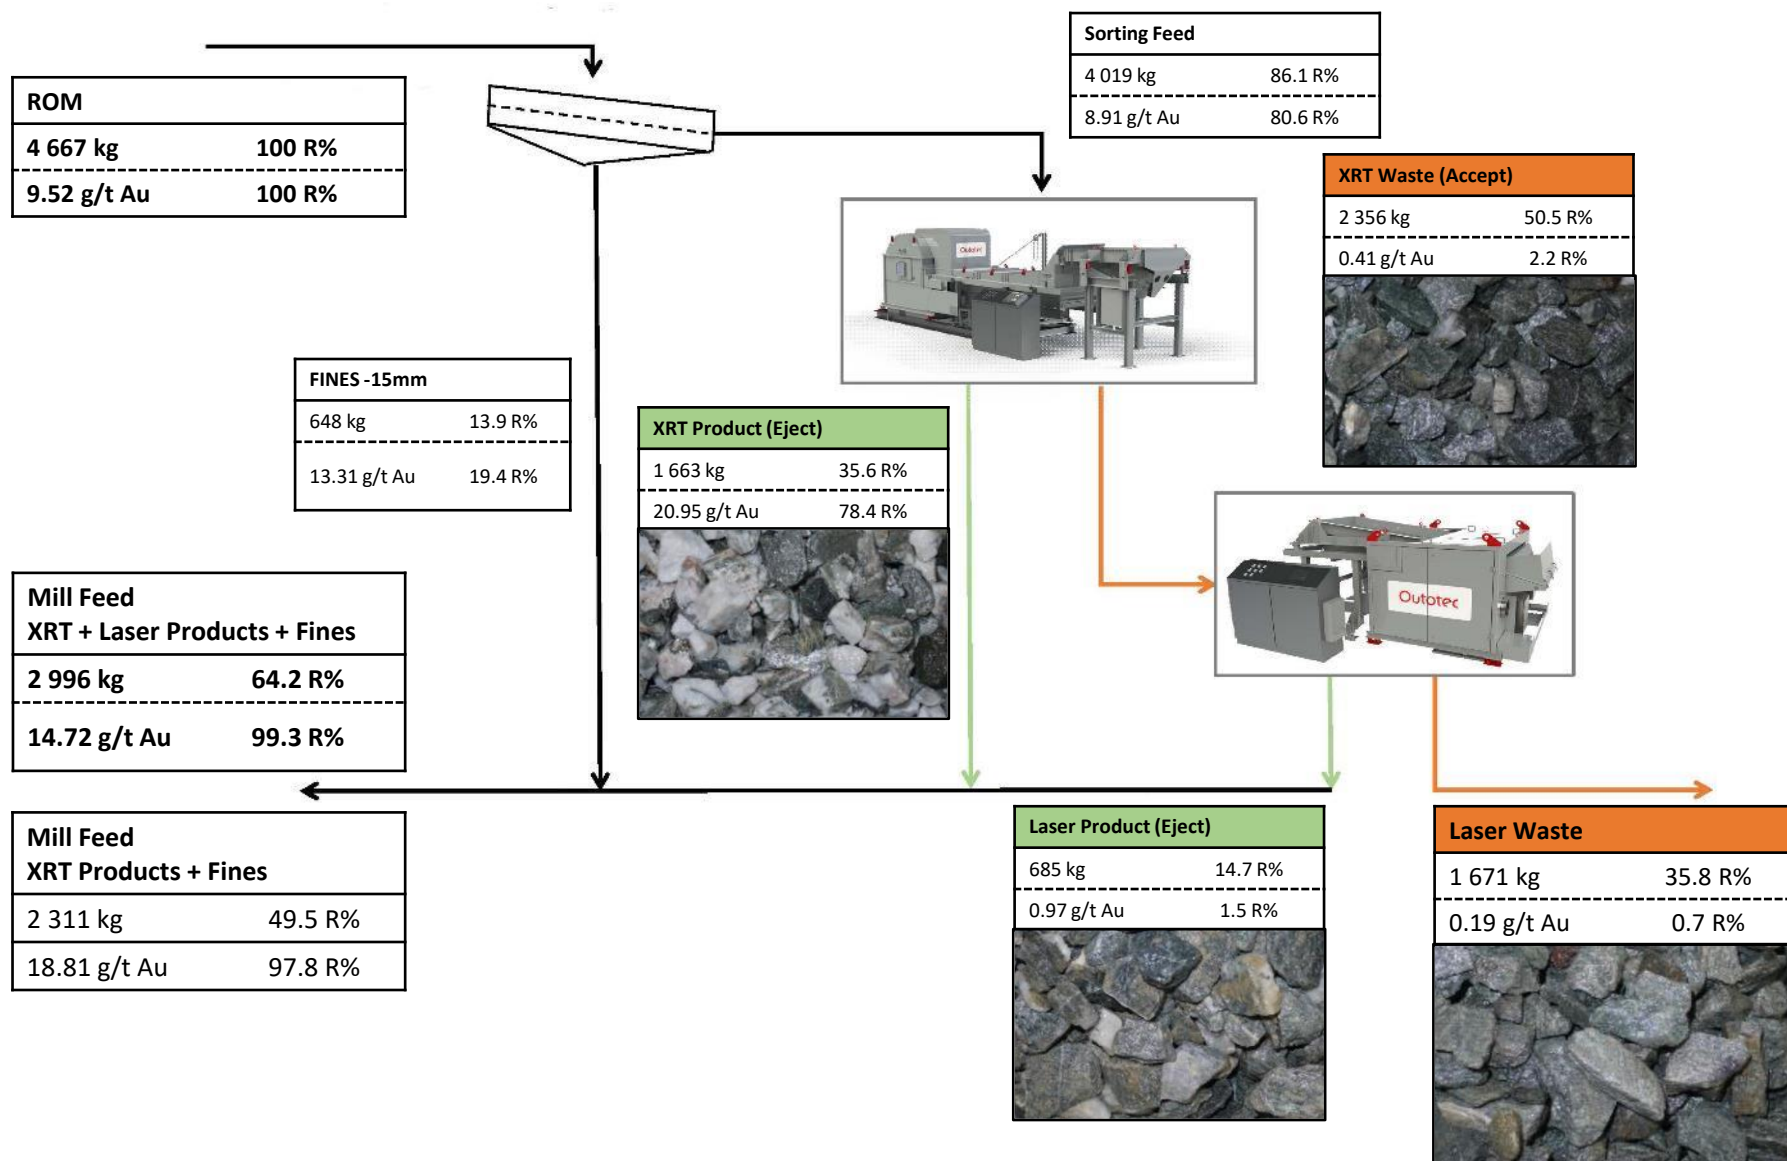 ROM
4 667 kg 100 R%
9.52 g/t Au 100 R%
Sorting Feed
4 019 kg 86.1 R%
8.91 g/t Au 80.6 R%
XRT Waste (Accept)
2 356 kg 50.5 R%
0.41 g/t Au 2.2 R%
Outotec
FINES -15mm
648 kg 13.9 R%
13.31 g/t Au 19.4 R%
XRT Product (Eject)
1 663 kg 35.6 R%
20.95 g/t Au 78.4 R%
Outotec
Mill Feed
XRT + Laser Products + Fines
2 996 kg 64.2 R%
14.72 g/t Au 99.3 R%
Mill Feed
XRT Products + Fines
2 311 kg 49.5 R%
18.81 g/t Au 97.8 R%
Laser Product (Eject)
685 kg 14.7 R%
0.97 g/t Au 1.5 R%
Laser Waste
1 671 kg 35.8 R%
0.19 g/t Au 0.7 R%